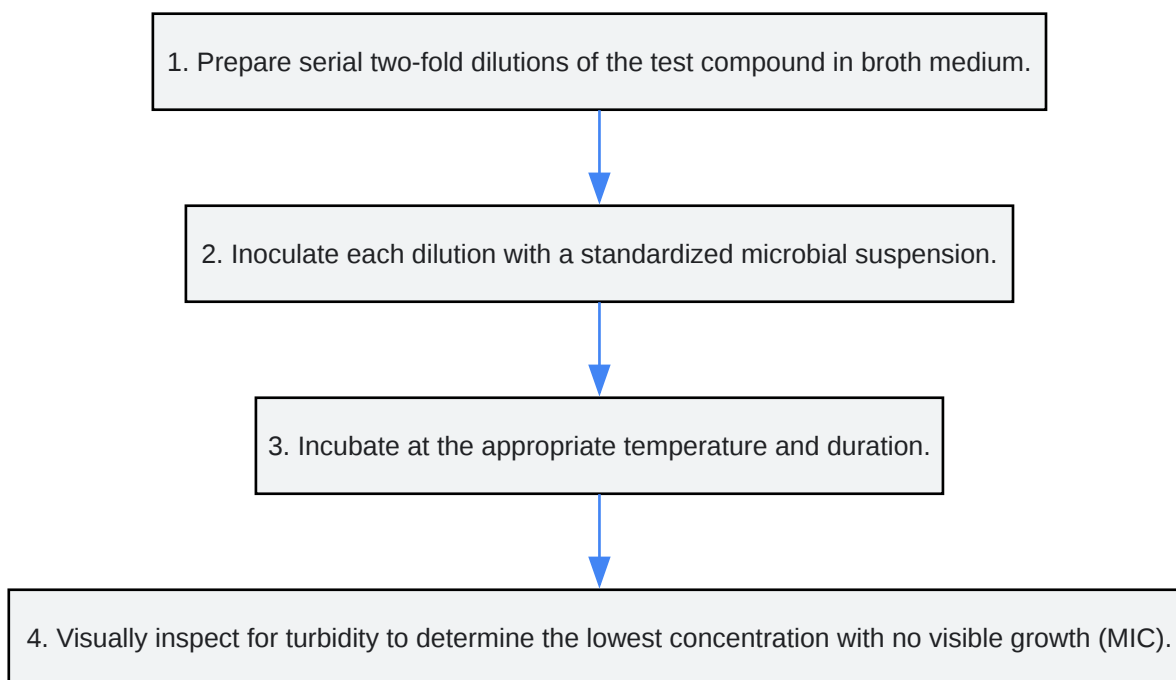 1. Prepare serial two-fold dilutions of the test compound in broth medium.
2. Inoculate each dilution with a standardized microbial suspension.
3. Incubate at the appropriate temperature and duration.
4. Visually inspect for turbidity to determine the lowest concentration with no visible growth (MIC).